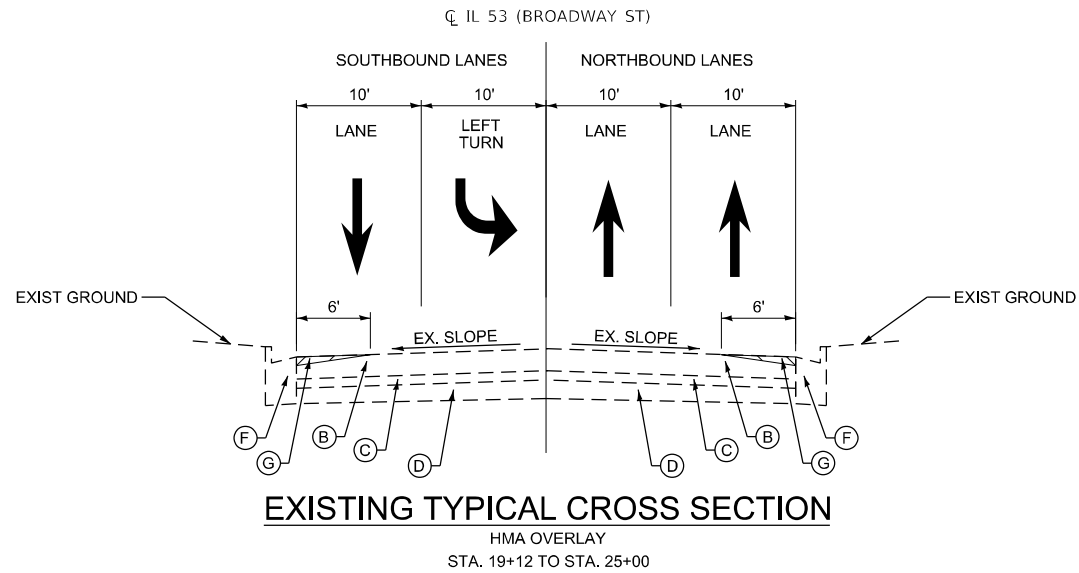 ℄ IL 53 (BROADWAY ST)
SOUTHBOUND LANES
NORTHBOUND LANES
10'
10'
10'
10'
LANE
LEFT
TURN
LANE
LANE
EXIST GROUND
EXIST GROUND
6'
6'
EX. SLOPE
EX. SLOPE
F
G
B
C
D
D
C
B
G
F
EXISTING TYPICAL CROSS SECTION
HMA OVERLAY
STA. 19+12 TO STA. 25+00